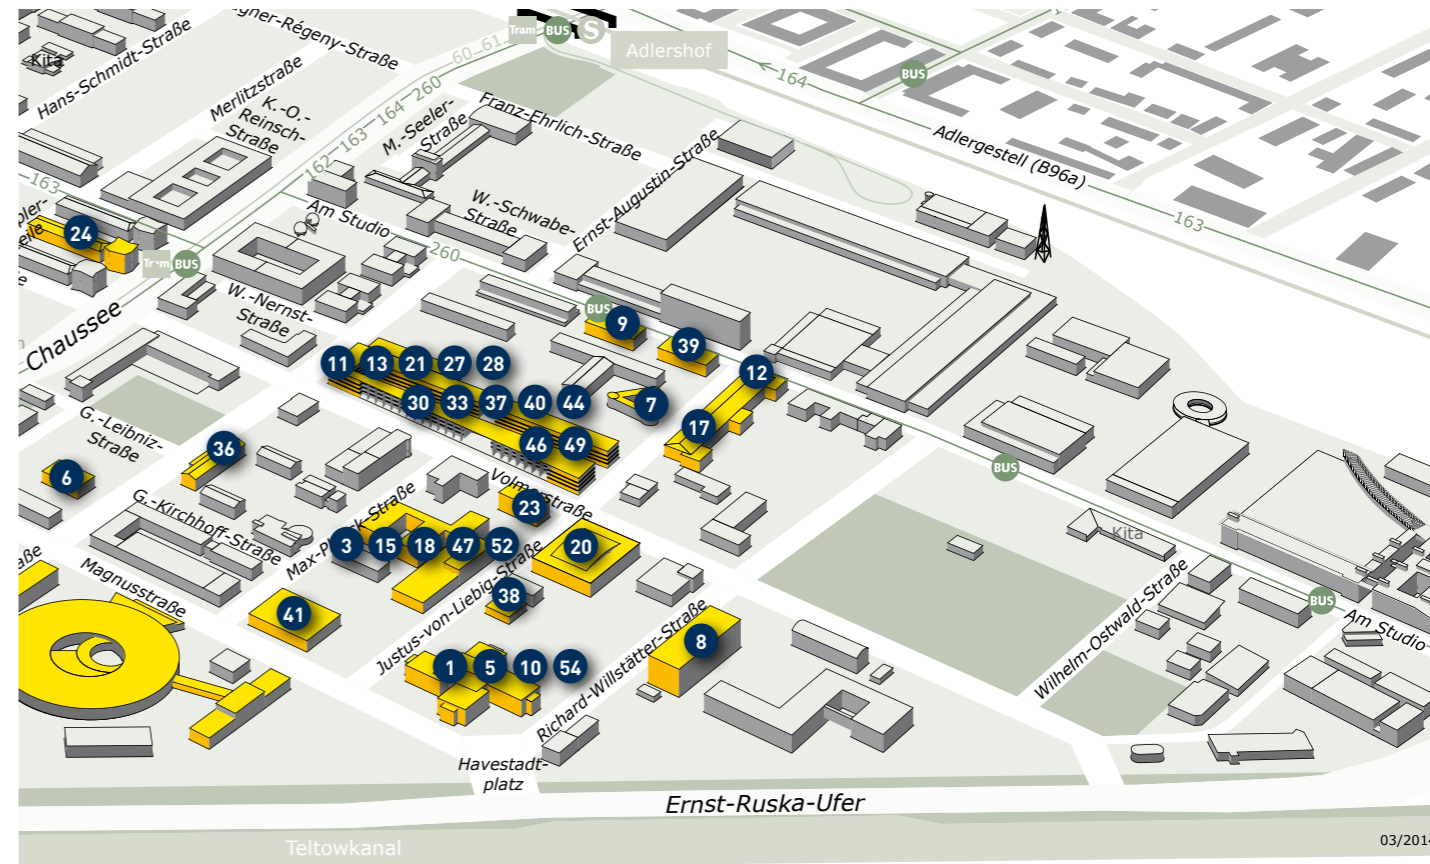 gner-Régeny-Straße
Kita
Hans-Schmidt-Straße
Merlitzstraße
K.-O.-
Reinsch-
Straße
Tram
BUS
S
Adlershof
60-61
162-163-164-260
M.-Seeler-
Straße
Franz-Ehrlich-Straße
164
BUS
Adlergestell (B96a)
163
163
W.-Schwabe-
Straße
Ernst-Augustin-Straße
Am Studio
260
24
Tram
BUS
Chaussee
W.-Nernst-
Straße
BUS
9
39
12
11
13
21
27
28
30
33
37
40
44
7
17
46
49
G.-Leibniz-
Straße
36
6
Volmerstraße
23
BUS
G.-Kirchhoff-Straße
Max-Planck-Straße
3
15
18
47
52
20
Kita
Magnusstraße
41
38
Justus-von-Liebig-Straße
8
1
5
10
54
Richard-Willstätter-Straße
Wilhelm-Ostwald-Straße
BUS
Am Studio-
Havestadt-
platz
Ernst-Ruska-Ufer
Teltowkanal
03/2014